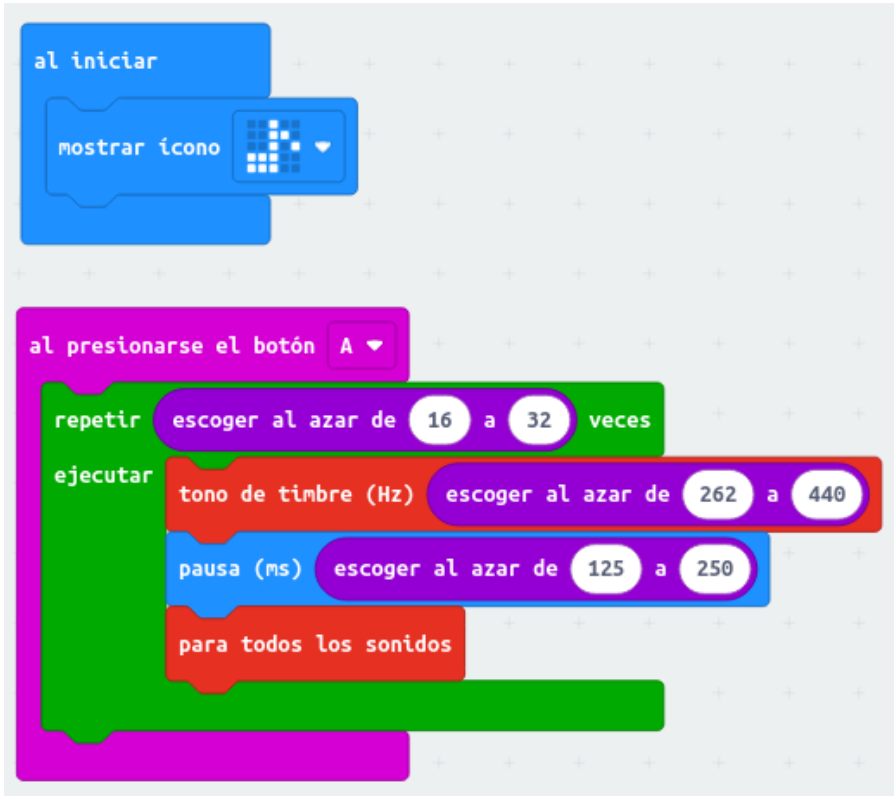 al iniciar
mostrar ícono
al presionarse el botón A
repetir escoger al azar de 16 a 32 veces
ejecutar
tono de timbre (Hz) escoger al azar de 262 a 440
pausa (ms) escoger al azar de 125 a 250
para todos los sonidos